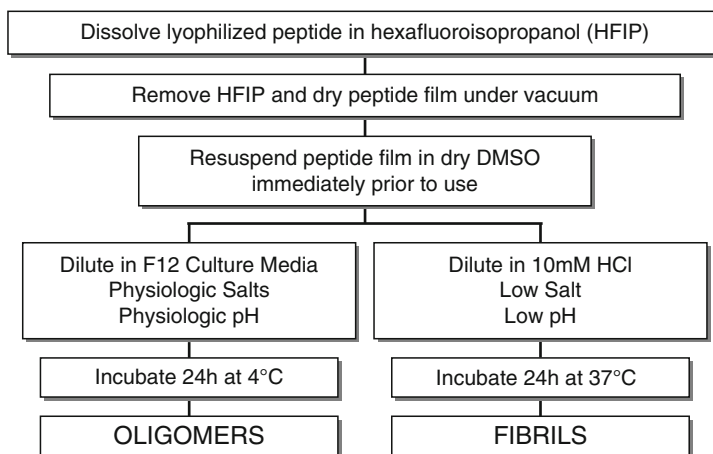 Dissolve lyophilized peptide in hexafluoroisopropanol (HFIP)
Remove HFIP and dry peptide film under vacuum
Resuspend peptide film in dry DMSO
immediately prior to use
Dilute in F12 Culture Media
Physiologic Salts
Physiologic pH
Dilute in 10mM HCl
Low Salt
Low pH
Incubate 24h at 4°C
Incubate 24h at 37°C
OLIGOMERS
FIBRILS